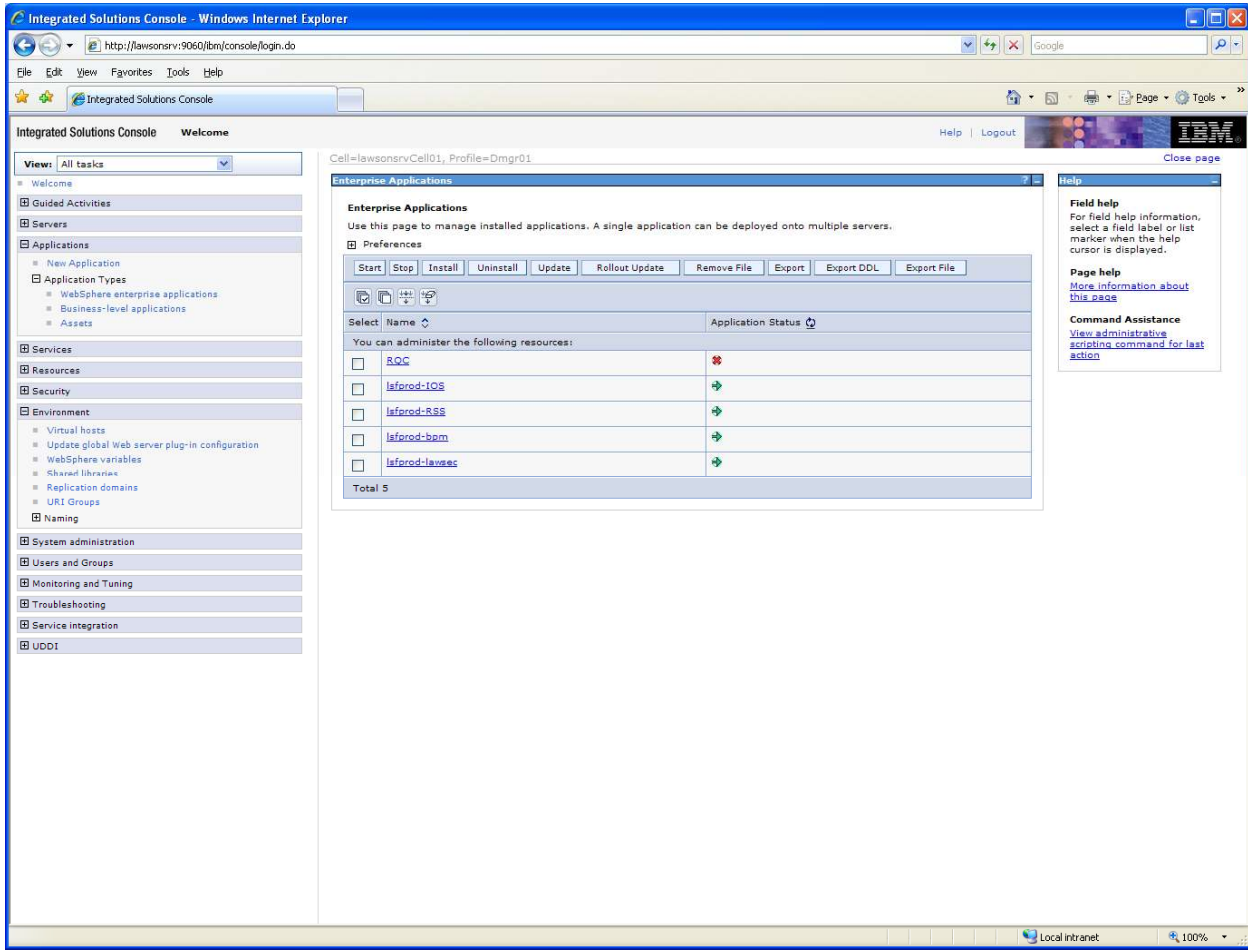 Integrated Solutions Console - Windows Internet Explorer
http://lawsonsrv:9060/ibm/console/login.do
Google
File Edit View Favorites Tools Help
Integrated Solutions Console
Page Tools »
Integrated Solutions Console Welcome
Help | Logout
IBM.
View: All tasks
Welcome
Guided Activities
Servers
Applications
New Application
Application Types
WebSphere enterprise applications
Business-level applications
Assets
Services
Resources
Security
Environment
Virtual hosts
Update global Web server plug-in configuration
WebSphere variables
Shared libraries
Replication domains
URI Groups
Naming
System administration
Users and Groups
Monitoring and Tuning
Troubleshooting
Service integration
UDDI
Cell=lawsonsrvCell01, Profile=Dmgr01
Close page
Enterprise Applications ? -
Enterprise Applications
Use this page to manage installed applications. A single application can be deployed onto multiple servers.
Preferences
Start Stop Install Uninstall Update Rollout Update Remove File Export Export DDL Export File
Select Name Application Status
You can administer the following resources:
RQC
lsfprod-IOS
lsfprod-RSS
lsfprod-bpm
lsfprod-lawsec
Total 5
Help -
Field help
For field help information,
select a field label or list
marker when the help
cursor is displayed.
Page help
More information about
this page
Command Assistance
View administrative
scripting command for last
action
Local intranet 100%